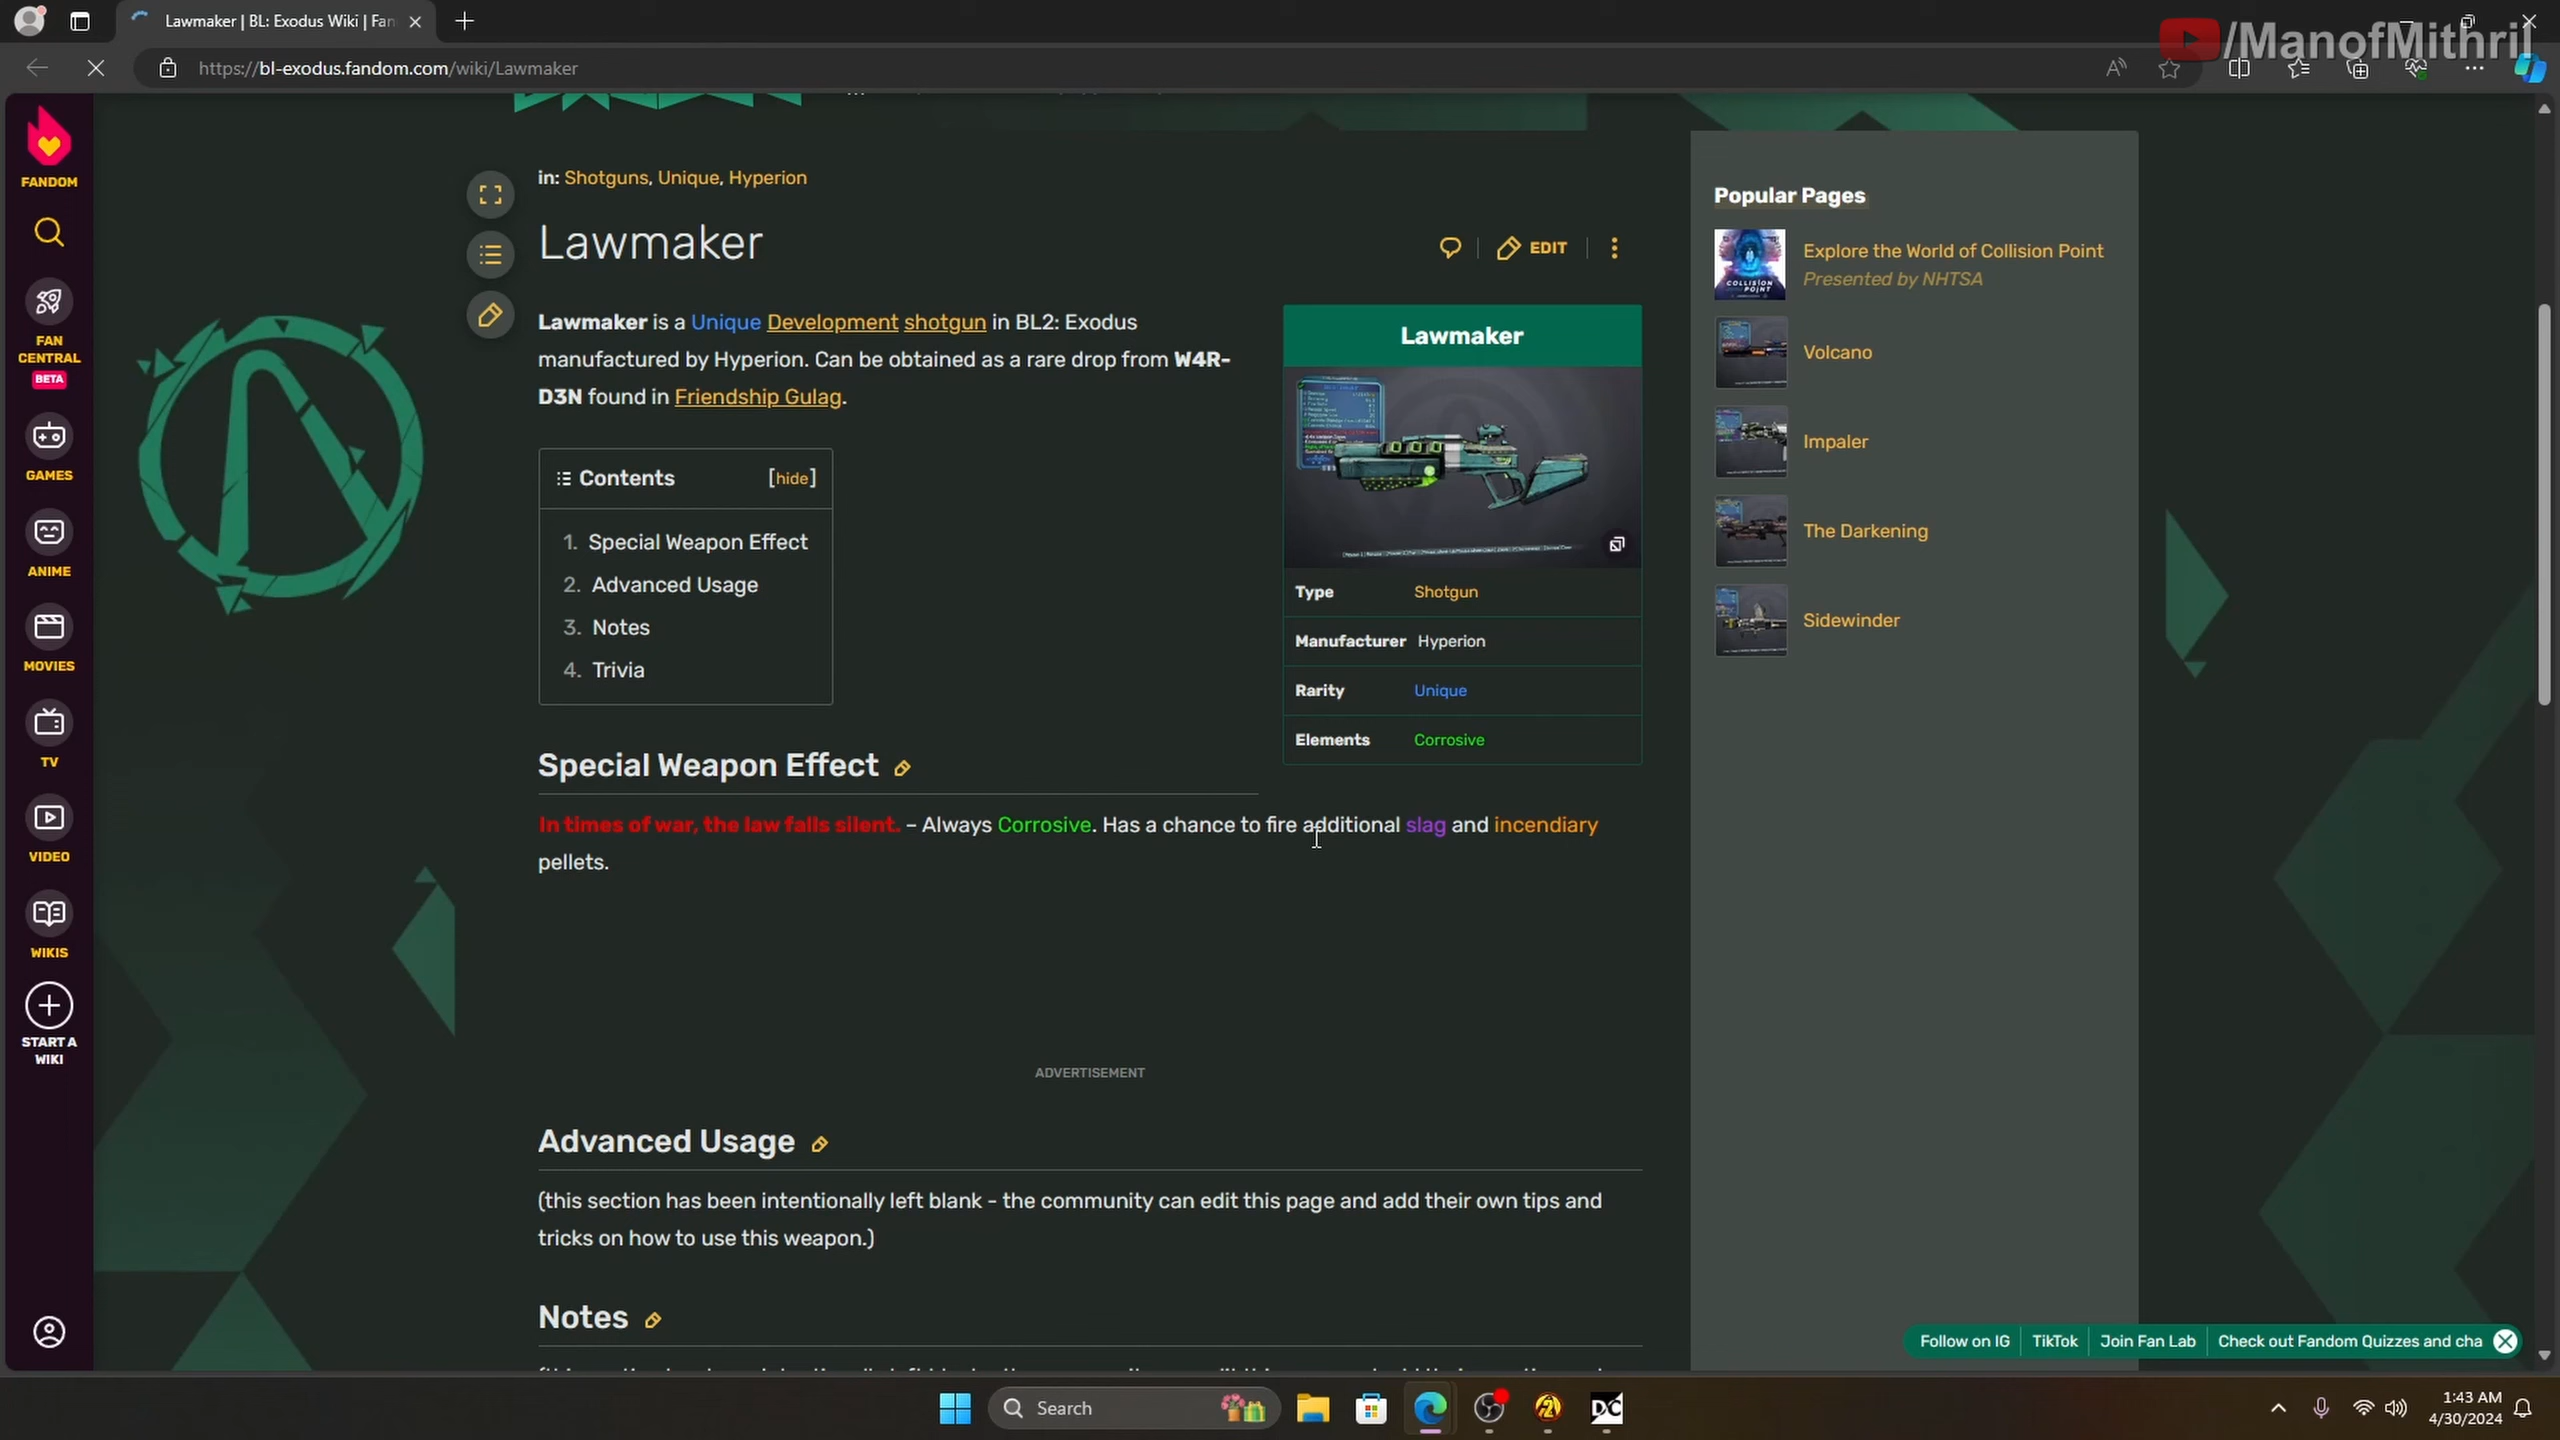 Lawmaker | BL: Exodus Wiki | Fan
/ManofMithril
https://bl-exodus.fandom.com/wiki/Lawmaker
FANDOM
FAN CENTRAL
BETA
GAMES
ANIME
MOVIES
TV
VIDEO
WIKIS
START A WIKI
in: Shotguns, Unique, Hyperion
Lawmaker
EDIT
Lawmaker is a Unique Development shotgun in BL2: Exodus
manufactured by Hyperion. Can be obtained as a rare drop from W4R-
D3N found in Friendship Gulag.
Contents [hide]
1. Special Weapon Effect
2. Advanced Usage
3. Notes
4. Trivia
Lawmaker
Type Shotgun
Manufacturer Hyperion
Rarity Unique
Elements Corrosive
Special Weapon Effect
In times of war, the law falls silent. – Always Corrosive. Has a chance to fire additional slag and incendiary
pellets.
ADVERTISEMENT
Advanced Usage
(this section has been intentionally left blank - the community can edit this page and add their own tips and
tricks on how to use this weapon.)
Notes
Popular Pages
Explore the World of Collision Point
Presented by NHTSA
COLLISION POINT
Volcano
Impaler
The Darkening
Sidewinder
Follow on IG TikTok Join Fan Lab Check out Fandom Quizzes and cha
Search
DC
1:43 AM
4/30/2024